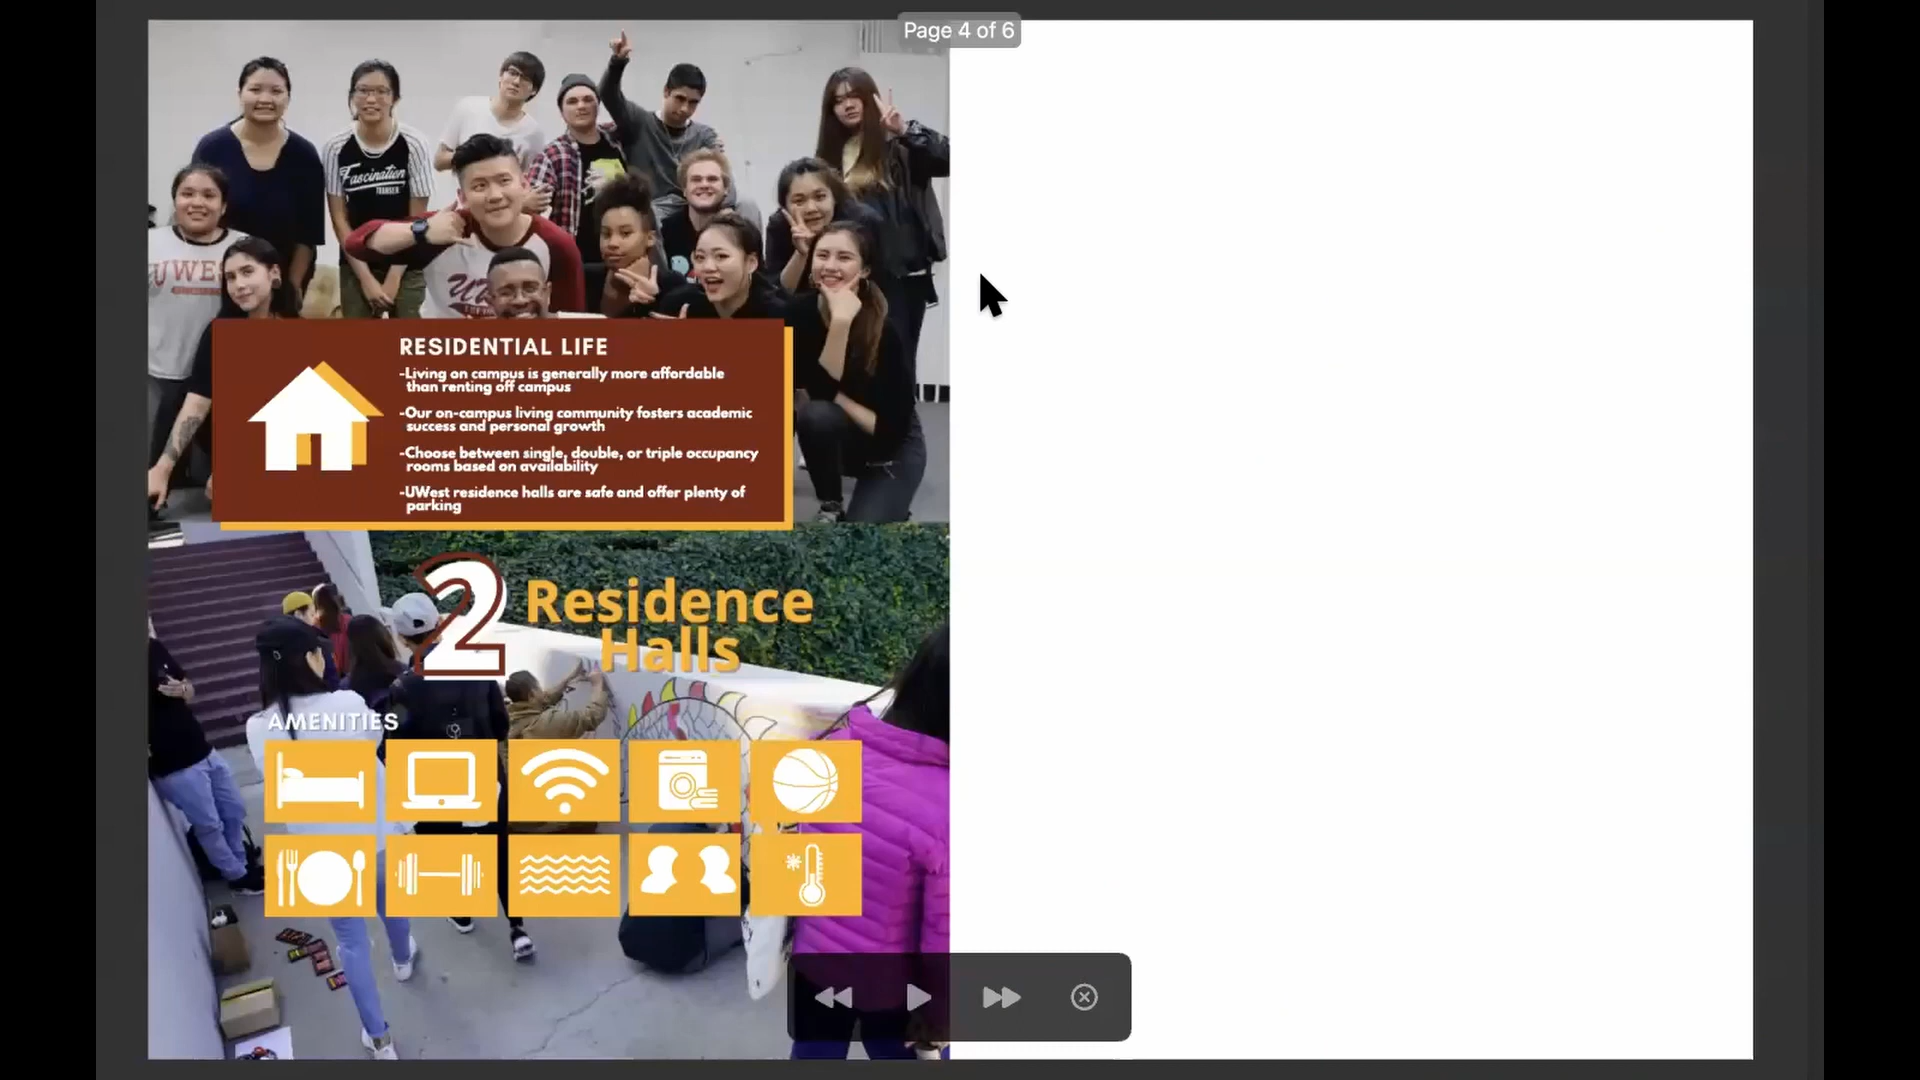 Page 4 of 6
Fascination
UWES
RESIDENTIAL LIFE
-Living on campus is generally more affordable
than renting off campus
-Our on-campus living community fosters academic
success and personal growth
-Choose between single, double, or triple occupancy
rooms based on availability
-UWest residence halls are safe and offer plenty of
parking
2 Residence
Halls
AMENITIES